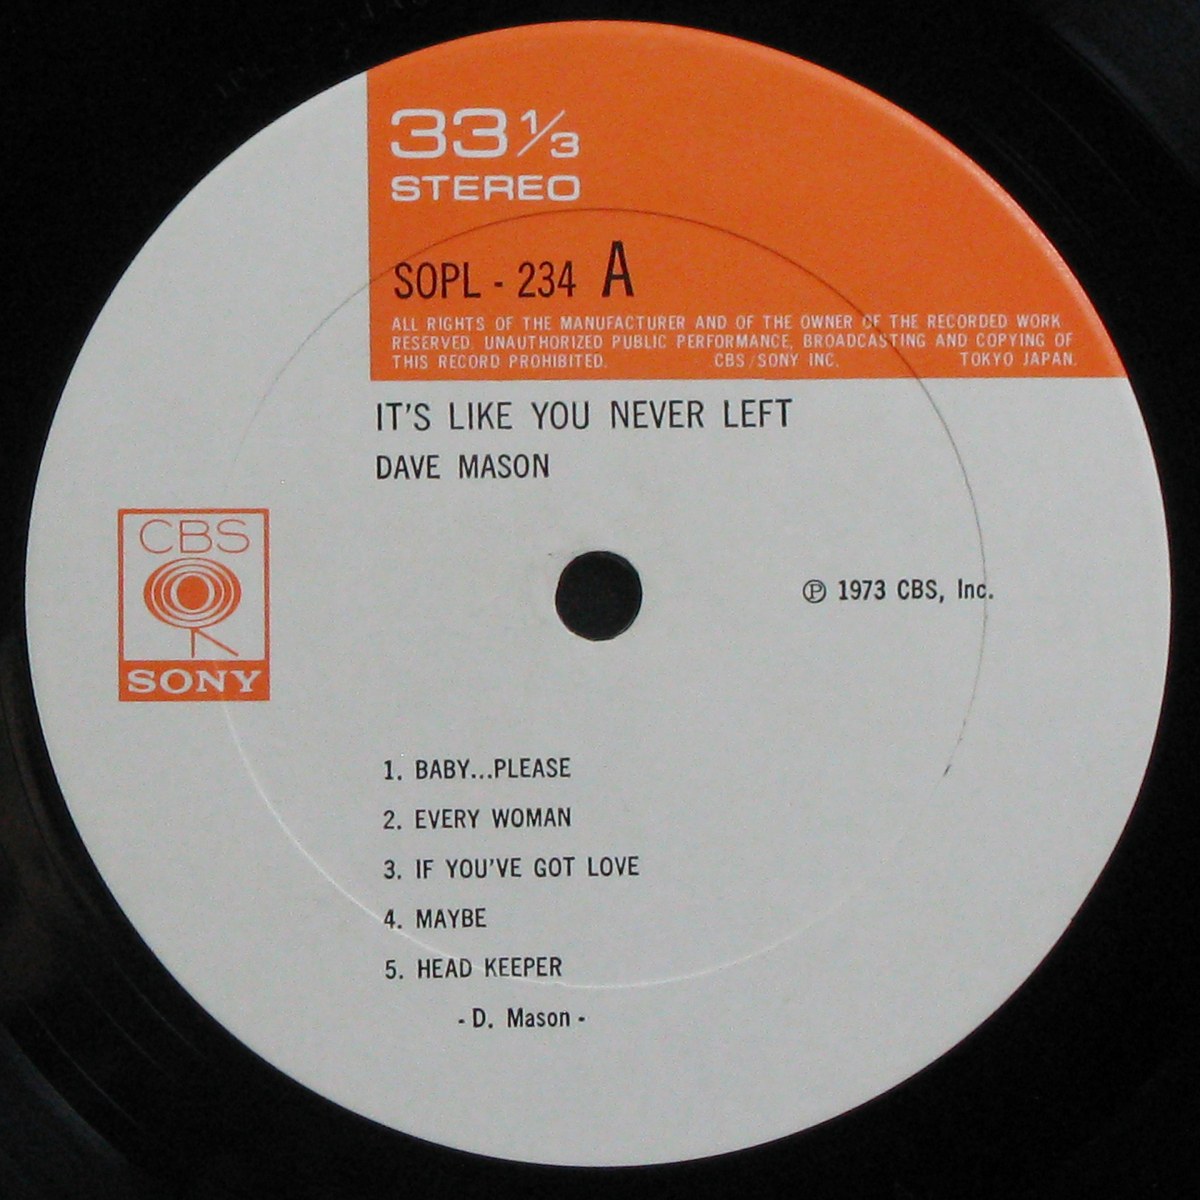 33 1/3
STEREO
SOPL - 234 A
ALL RIGHTS OF THE MANUFACTURER AND OF THE OWNER OF THE RECORDED WORK
RESERVED. UNAUTHORIZED PUBLIC PERFORMANCE, BROADCASTING AND COPYING OF
THIS RECORD PROHIBITED. CBS/SONY INC. TOKYO JAPAN.
IT'S LIKE YOU NEVER LEFT
DAVE MASON
CBS
SONY
℗ 1973 CBS, Inc.
1. BABY...PLEASE
2. EVERY WOMAN
3. IF YOU'VE GOT LOVE
4. MAYBE
5. HEAD KEEPER
- D. Mason -